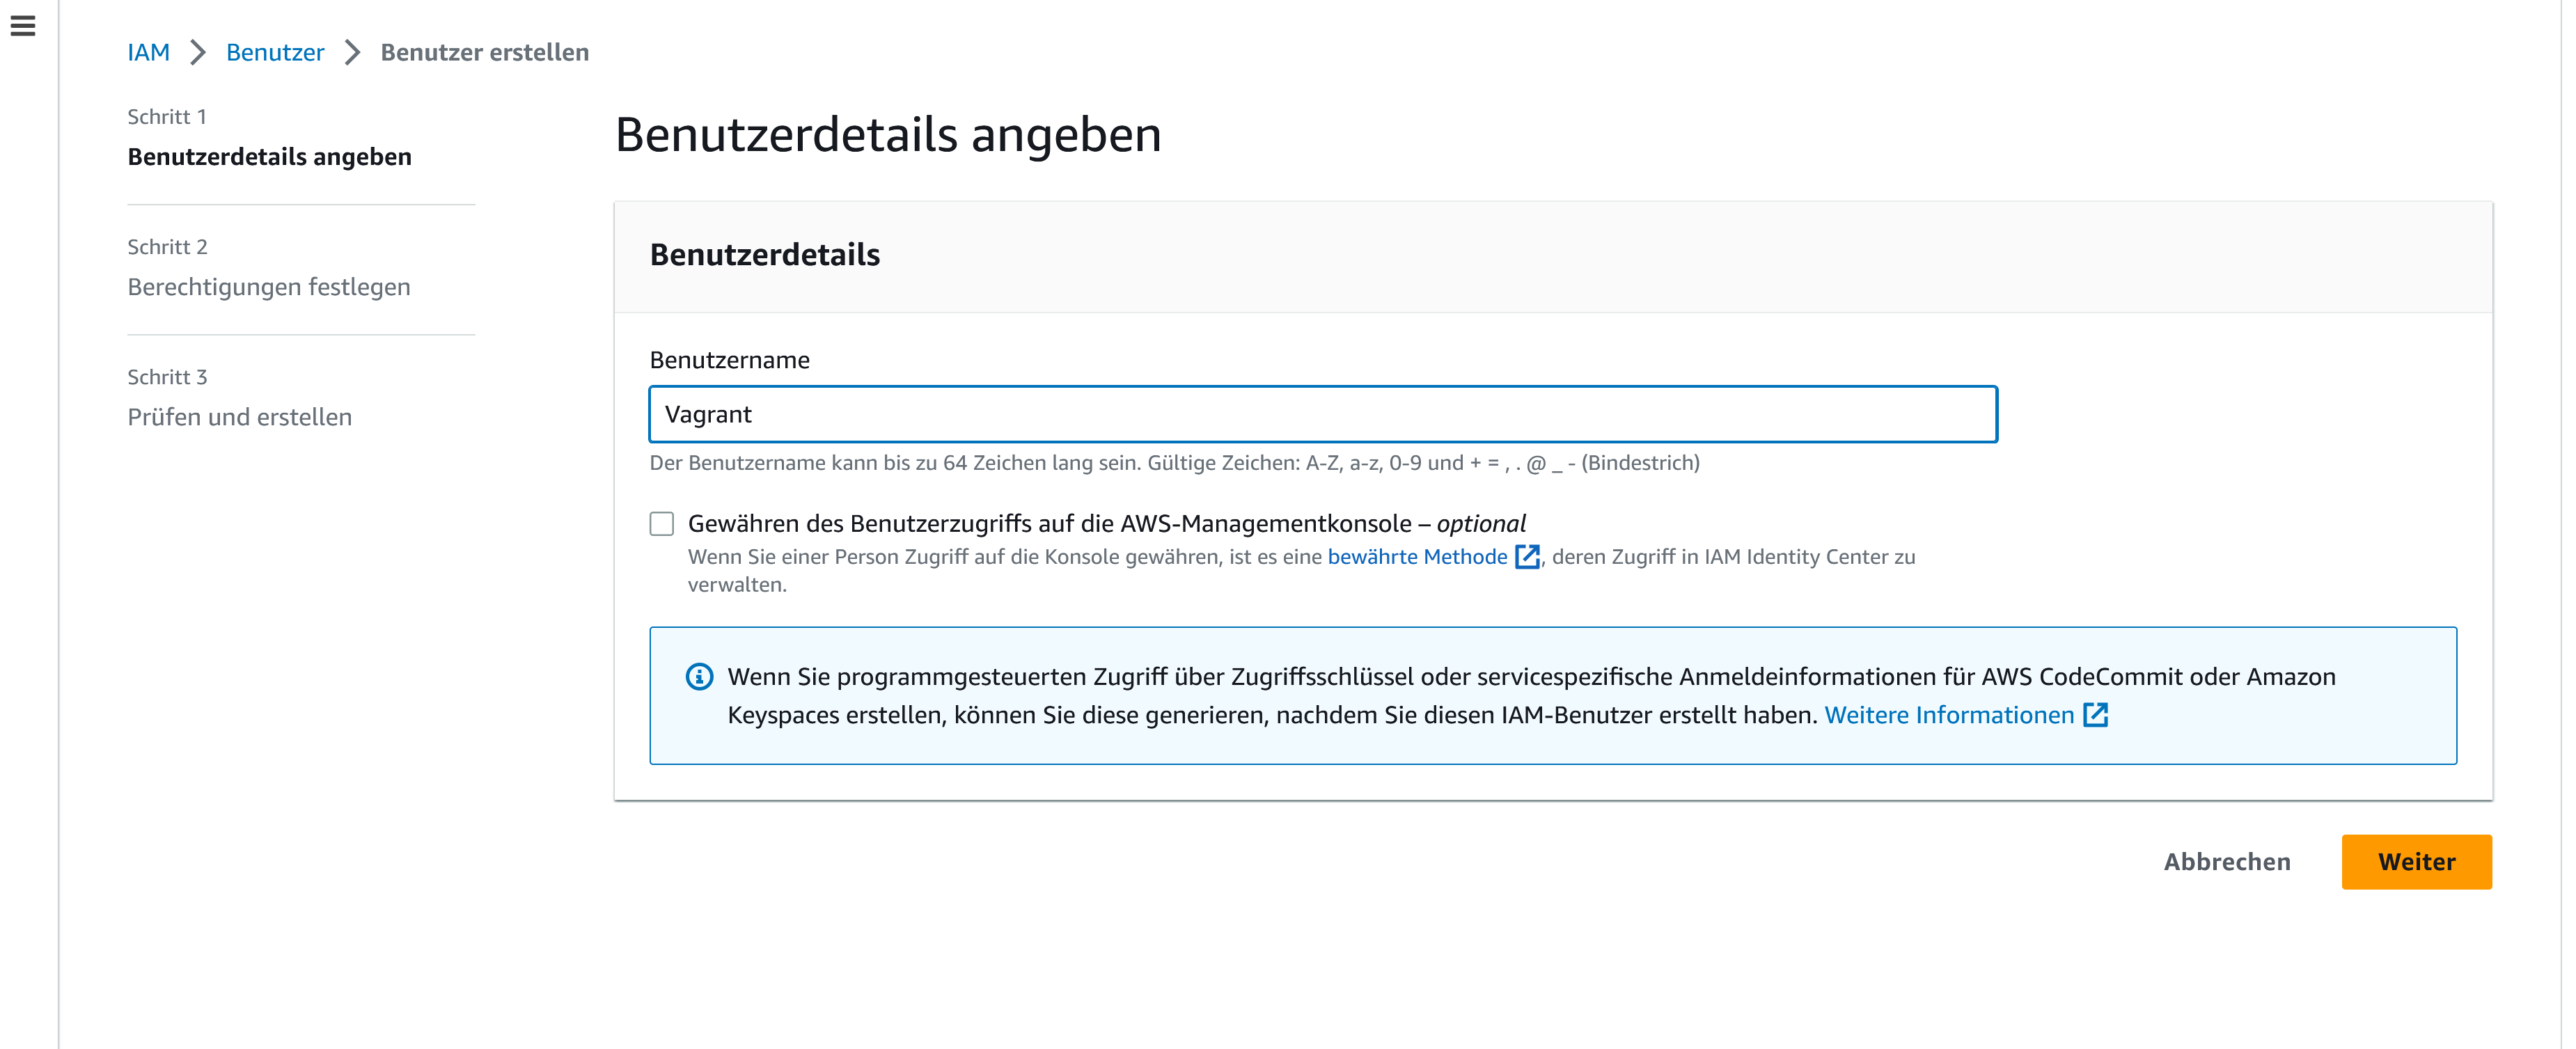 IAM > Benutzer > Benutzer erstellen
Schritt 1
Benutzerdetails angeben
Schritt 2
Berechtigungen festlegen
Schritt 3
Prüfen und erstellen
Benutzerdetails angeben
Benutzerdetails
Benutzername
Vagrant
Der Benutzername kann bis zu 64 Zeichen lang sein. Gültige Zeichen: A-Z, a-z, 0-9 und + = , . @ _ - (Bindestrich)
Gewähren des Benutzerzugriffs auf die AWS-Managementkonsole – optional
Wenn Sie einer Person Zugriff auf die Konsole gewähren, ist es eine bewährte Methode , deren Zugriff in IAM Identity Center zu
verwalten.
Wenn Sie programmgesteuerten Zugriff über Zugriffsschlüssel oder servicespezifische Anmeldeinformationen für AWS CodeCommit oder Amazon
Keyspaces erstellen, können Sie diese generieren, nachdem Sie diesen IAM-Benutzer erstellt haben. Weitere Informationen
Abbrechen
Weiter